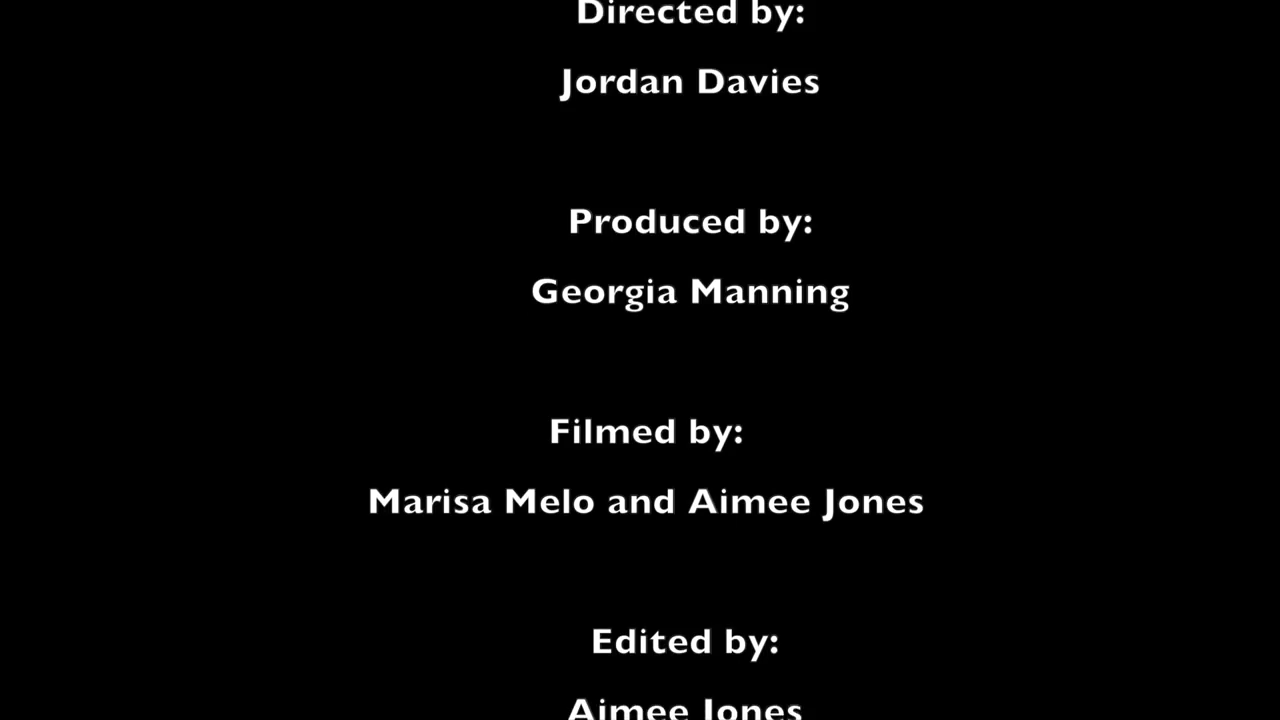 Directed by:
Jordan Davies
Produced by:
Georgia Manning
Filmed by:
Marisa Melo and Aimee Jones
Edited by:
Aimee Jones